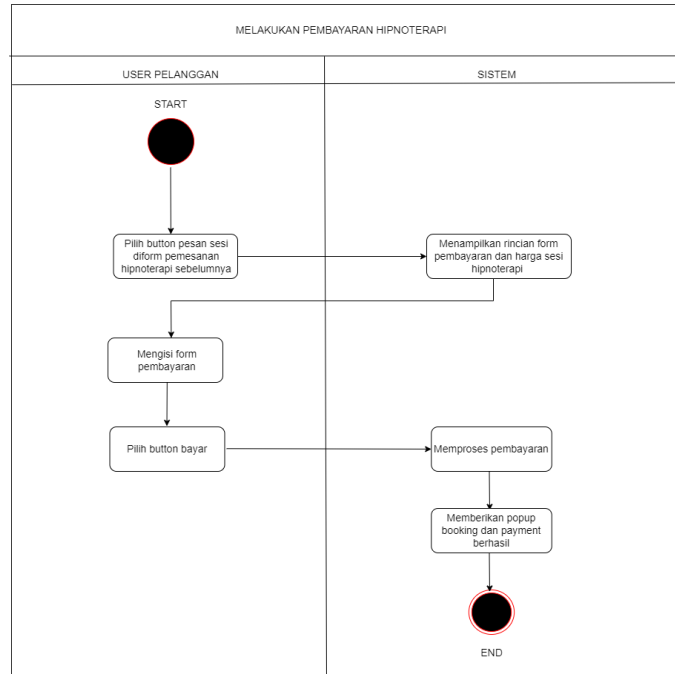 MELAKUKAN PEMBAYARAN HIPNOTERAPI
USER PELANGGAN
SISTEM
START
Pilih button pesan sesi
diform pemesanan
hipnoterapi sebelumnya
Menampilkan rincian form
pembayaran dan harga sesi
hipnoterapi
Mengisi form
pembayaran
Pilih button bayar
Memproses pembayaran
Memberikan popup
booking dan payment
berhasil
END